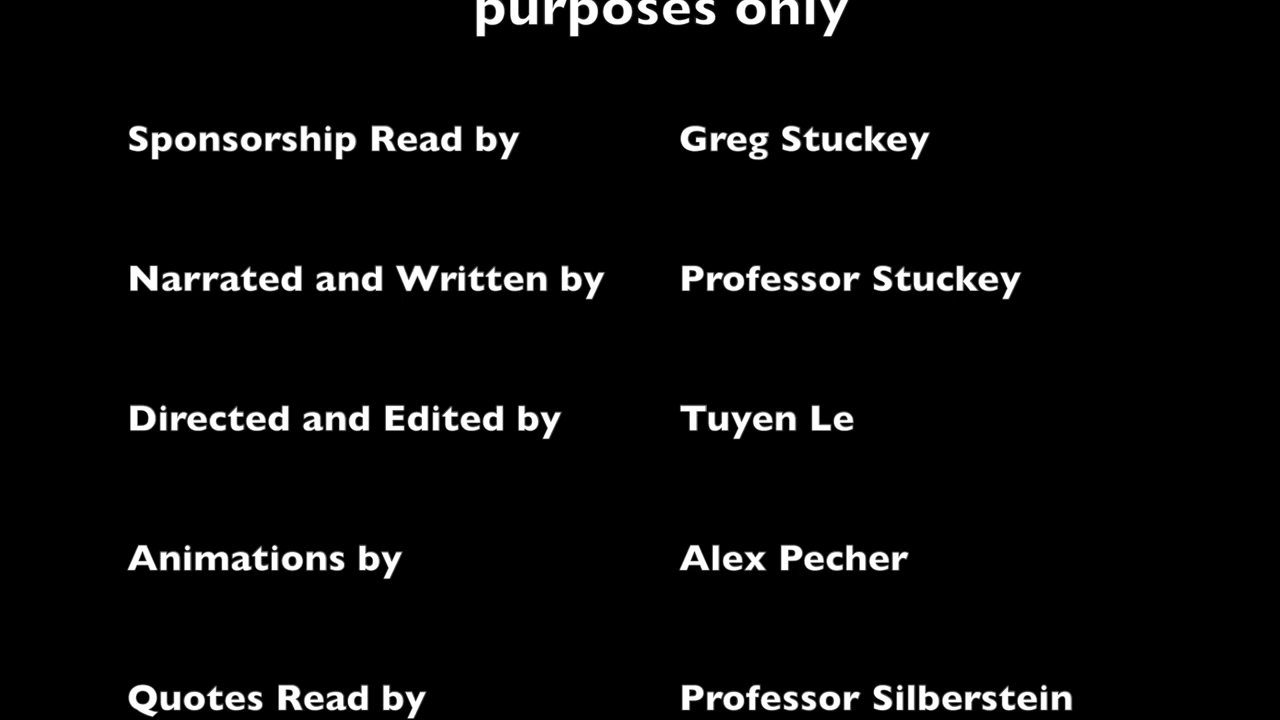 purposes only
Sponsorship Read by Greg Stuckey
Narrated and Written by Professor Stuckey
Directed and Edited by Tuyen Le
Animations by Alex Pecher
Quotes Read by Professor Silberstein